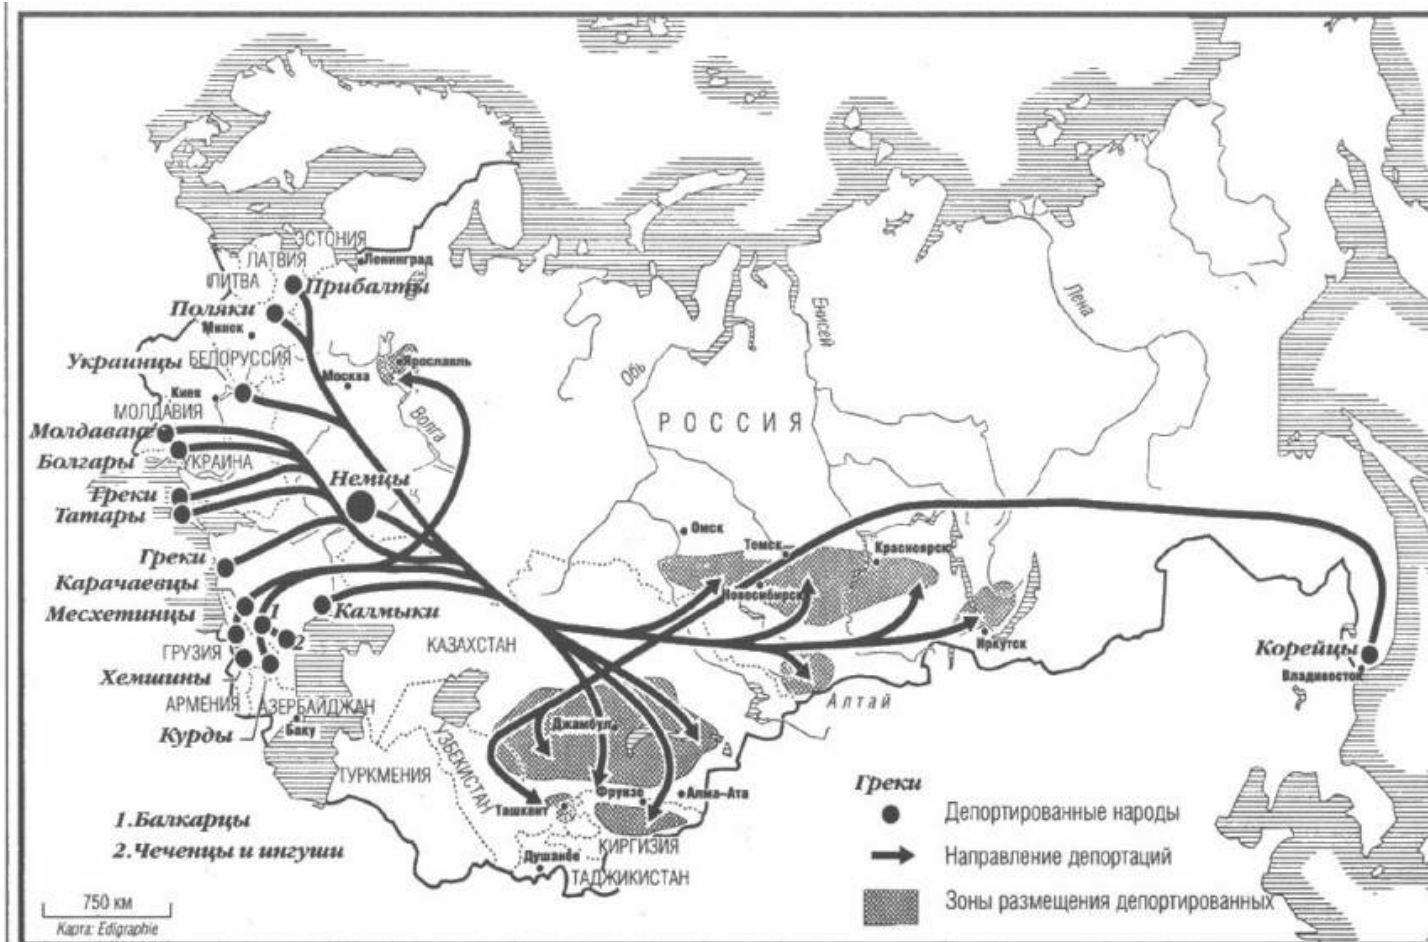 ЭСТОНИЯ
ЛАТВИЯ
Ленинград
ЛИТВА
Прибалты
Поляки
Минск
Украинцы
БЕЛОРУССИЯ
Ярославль
Москва
Киев
МОЛДАВИЯ
Волга
Молдаване
Болгары
УКРАИНА
Немцы
Греки
Татары
Греки
Карачаевцы
Месхетинцы
1
2
Калмыки
ГРУЗИЯ
Хемшины
АРМЕНИЯ
АЗЕРБАЙДЖАН
Курды
Баку
КАЗАХСТАН
ТУРКМЕНИЯ
УЗБЕКИСТАН
Джамбул
Ташкент
Фрунзе
Алма-Ата
КИРГИЗИЯ
Душанбе
ТАДЖИКИСТАН
Обь
Енисей
Лена
РОССИЯ
Омск
Томск
Красноярск
Новосибирск
Иркутск
Алтай
Корейцы
Владивосток
1.Балкарцы
2.Чеченцы и ингуши
750 км
Карта: Edigraphie
Греки
Депортированные народы
Направление депортаций
Зоны размещения депортированных